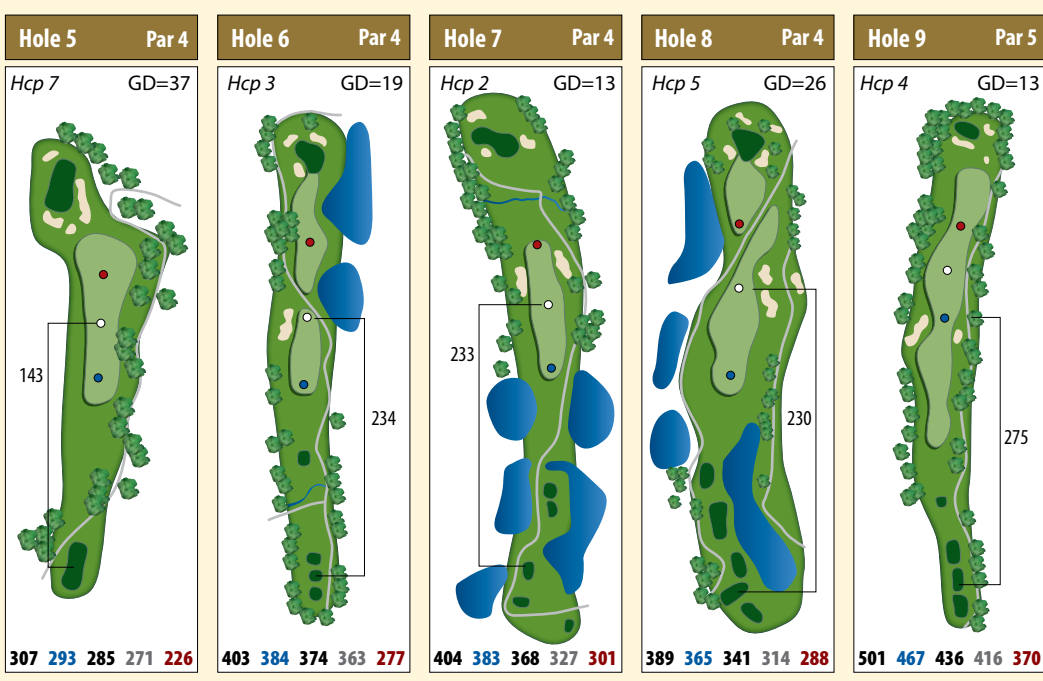 Hole 5 Par 4
Hcp 7 GD=37
143
307 293 285 271 226
Hole 6 Par 4
Hcp 3 GD=19
234
403 384 374 363 277
Hole 7 Par 4
Hcp 2 GD=13
233
404 383 368 327 301
Hole 8 Par 4
Hcp 5 GD=26
230
389 365 341 314 288
Hole 9 Par 5
Hcp 4 GD=13
275
501 467 436 416 370